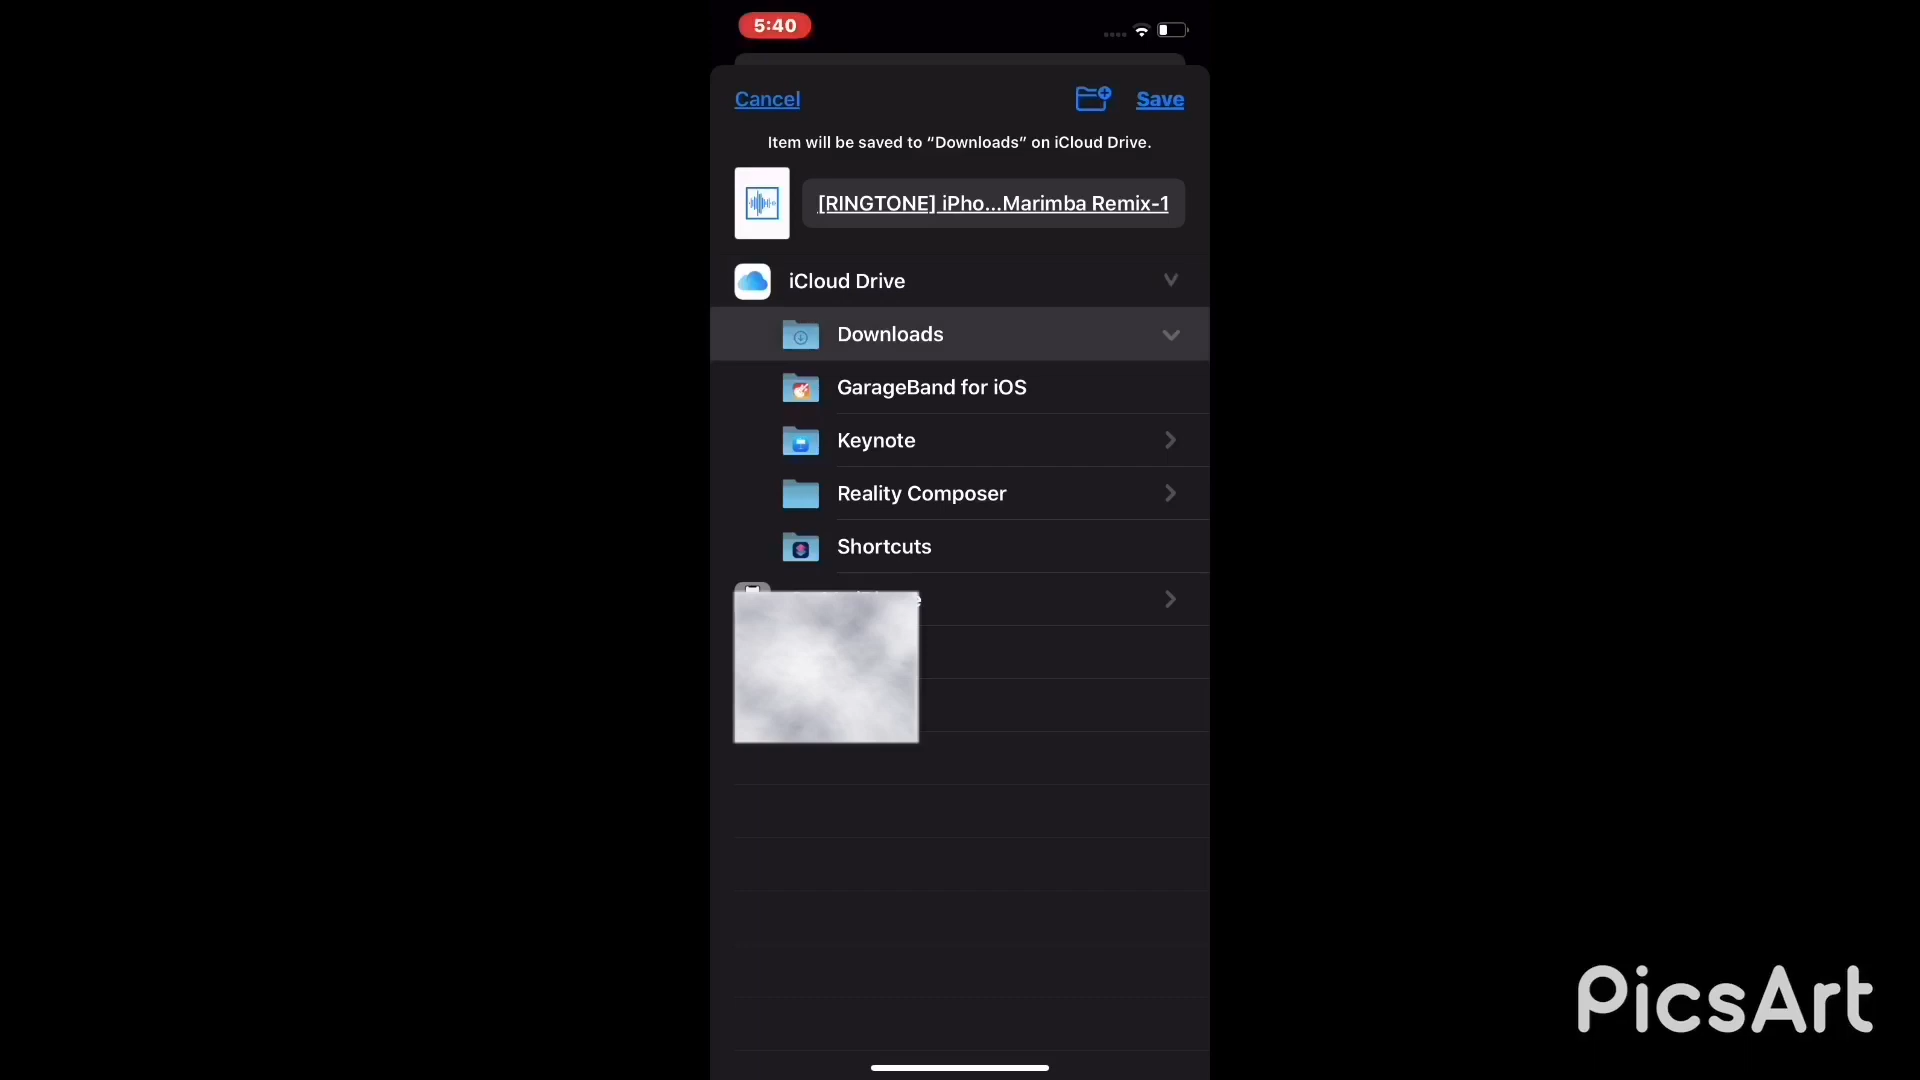 5:40
Cancel
Save
Item will be saved to “Downloads” on iCloud Drive.
[RINGTONE] iPho...Marimba Remix-1
iCloud Drive
Downloads
GarageBand for iOS
Keynote
Reality Composer
Shortcuts
PicsArt